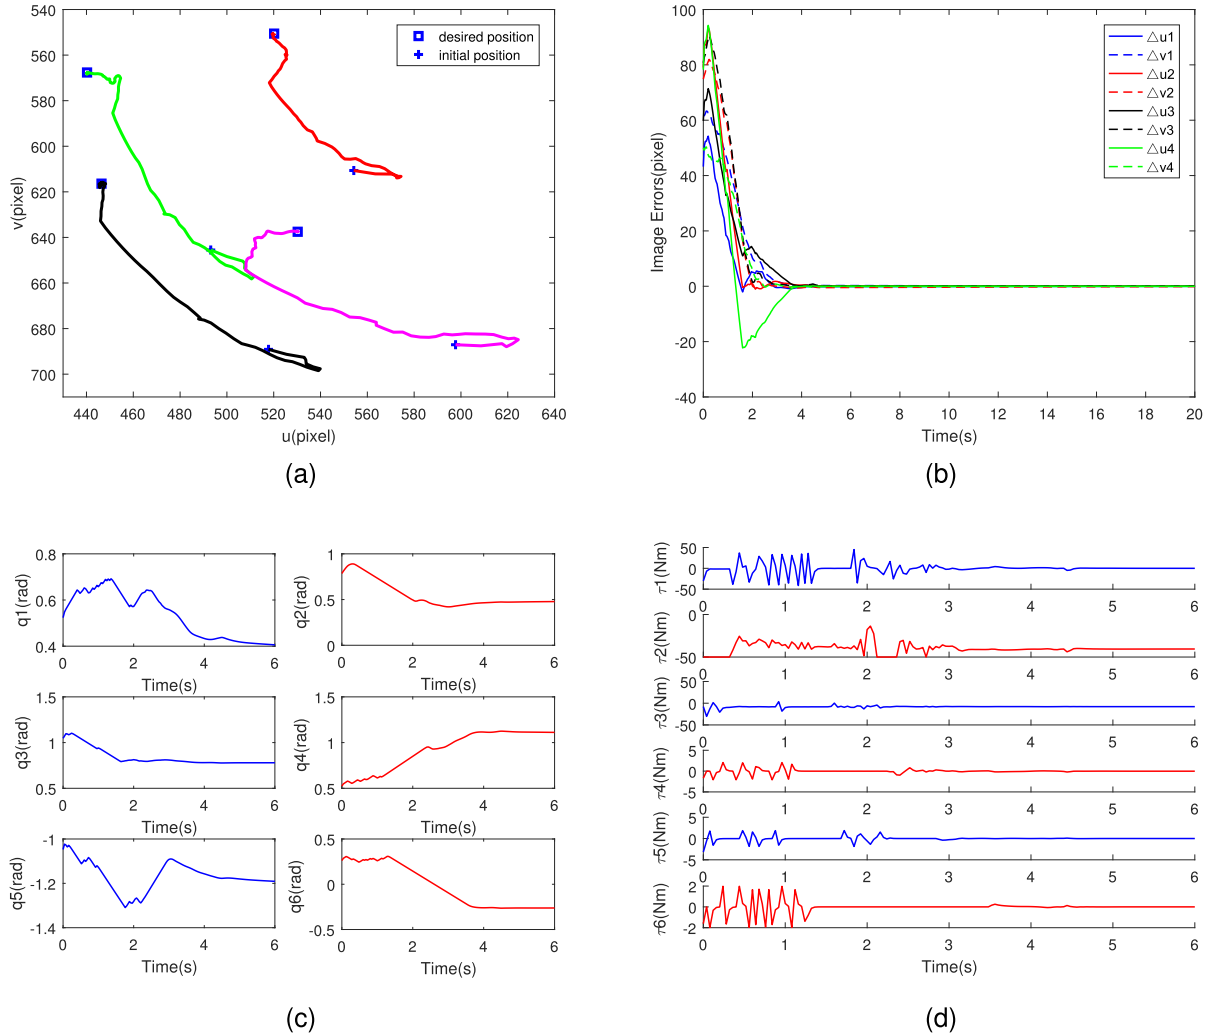 540
560
580
600
620
640
660
680
700
v(pixel)
440 460 480 500 520 540 560 580 600 620 640
u(pixel)
desired position
initial position
(a)
100
80
60
40
20
0
-20
-40
Image Errors(pixel)
0 2 4 6 8 10 12 14 16 18 20
Time(s)
△u1
△v1
△u2
△v2
△u3
△v3
△u4
△v4
(b)
0.8
0.6
0.4
q1(rad)
0 2 4 6
Time(s)
1
0.5
0
q2(rad)
0 2 4 6
Time(s)
1.5
1
0.5
q3(rad)
0 2 4 6
Time(s)
1.5
1
0.5
q4(rad)
0 2 4 6
Time(s)
-1
-1.2
-1.4
q5(rad)
0 2 4 6
Time(s)
0.5
0
-0.5
q6(rad)
0 2 4 6
Time(s)
(c)
50
0
-50
τ1(Nm)
0 1 2 3 4 5 6
0
-50
τ2(Nm)
0 1 2 3 4 5 6
50
0
-50
τ3(Nm)
0 1 2 3 4 5 6
5
0
-5
τ4(Nm)
0 1 2 3 4 5 6
5
0
-5
τ5(Nm)
0 1 2 3 4 5 6
2
0
-2
τ6(Nm)
0 1 2 3 4 5 6
Time(s)
(d)